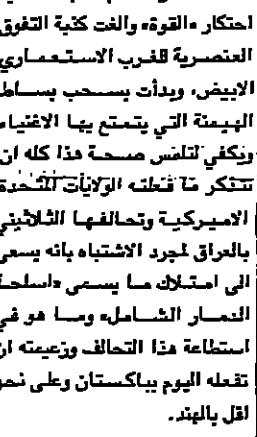 احتكار «القوة» والغت كذبة التفوق
العنصرية للغرب الاستعماري
الابيض، وبدأت بسحب بساط
الهيمنة التي يتمتع بها الاغنياء
ويكفي لتلمس صحة هذا كله ان
نتذكر ما فعلته الولايات المتحدة
الاميركية وتحالفها الثلاثيني
بالعراق لمجرد الاشتباه بانه يسعى
الى امتلاك ما يسمى «اسلحة
الدمار الشامل» وما هو في
استطاعة هذا التحالف وزعيمته ان
تفعله اليوم بباكستان وعلى نحو
اقل بالهند.